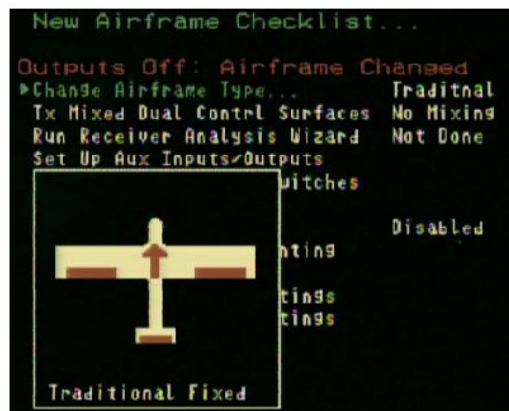 New Airframe Checklist...
Outputs Off: Airframe Changed
▶Change Airframe Type... Traditnal
Tx Mixed Dual Contrl Surfaces No Mixing
Run Receiver Analysis Wizard Not Done
Set Up Aux Inputs/Outputs
witches
Disabled
nting
tings
tings
Traditional Fixed